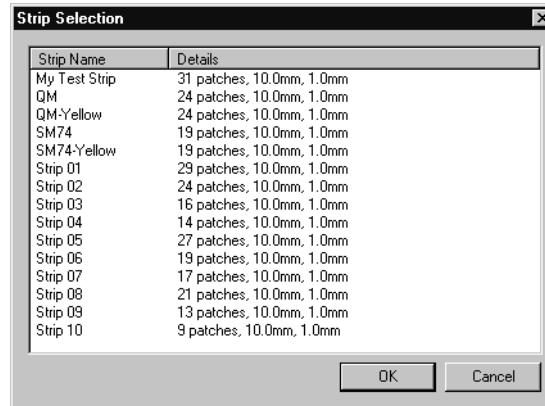 Strip Selection
Strip Name Details
My Test Strip 31 patches, 10.0mm, 1.0mm
QM 24 patches, 10.0mm, 1.0mm
QM-Yellow 24 patches, 10.0mm, 1.0mm
SM74 19 patches, 10.0mm, 1.0mm
SM74-Yellow 19 patches, 10.0mm, 1.0mm
Strip 01 29 patches, 10.0mm, 1.0mm
Strip 02 24 patches, 10.0mm, 1.0mm
Strip 03 16 patches, 10.0mm, 1.0mm
Strip 04 14 patches, 10.0mm, 1.0mm
Strip 05 27 patches, 10.0mm, 1.0mm
Strip 06 19 patches, 10.0mm, 1.0mm
Strip 07 17 patches, 10.0mm, 1.0mm
Strip 08 21 patches, 10.0mm, 1.0mm
Strip 09 13 patches, 10.0mm, 1.0mm
Strip 10 9 patches, 10.0mm, 1.0mm
OK Cancel